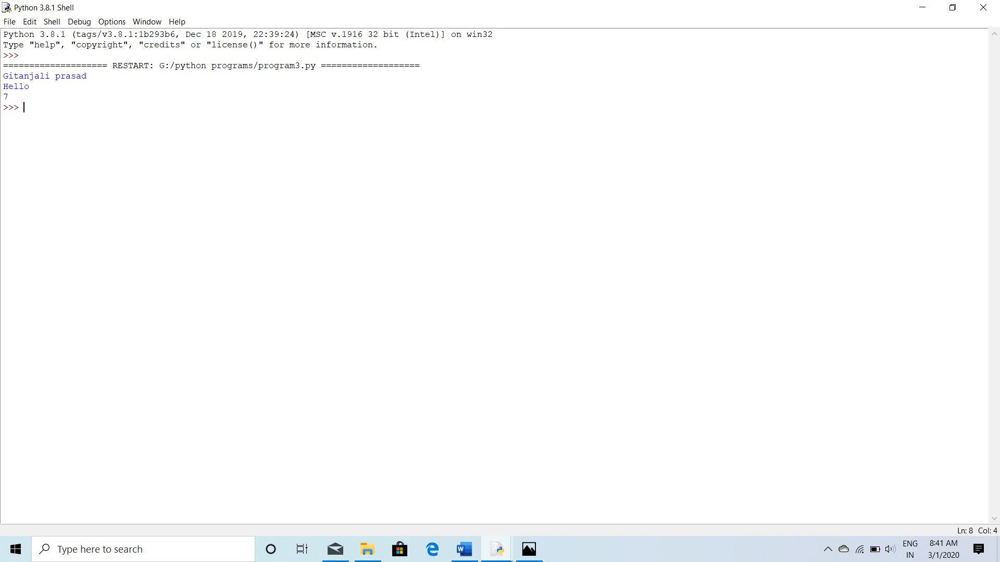 Python 3.8.1 Shell
File Edit Shell Debug Options Window Help
Python 3.8.1 (tags/v3.8.1:1b293b6, Dec 18 2019, 22:39:24) [MSC v.1916 32 bit (Intel)] on win32
Type "help", "copyright", "credits" or "license()" for more information.
>>>
==================== RESTART: G:/python programs/program3.py ===================
Gitanjali prasad
Hello
7
>>>
Ln: 8 Col: 4
Type here to search
ENG
IN
8:41 AM
3/1/2020